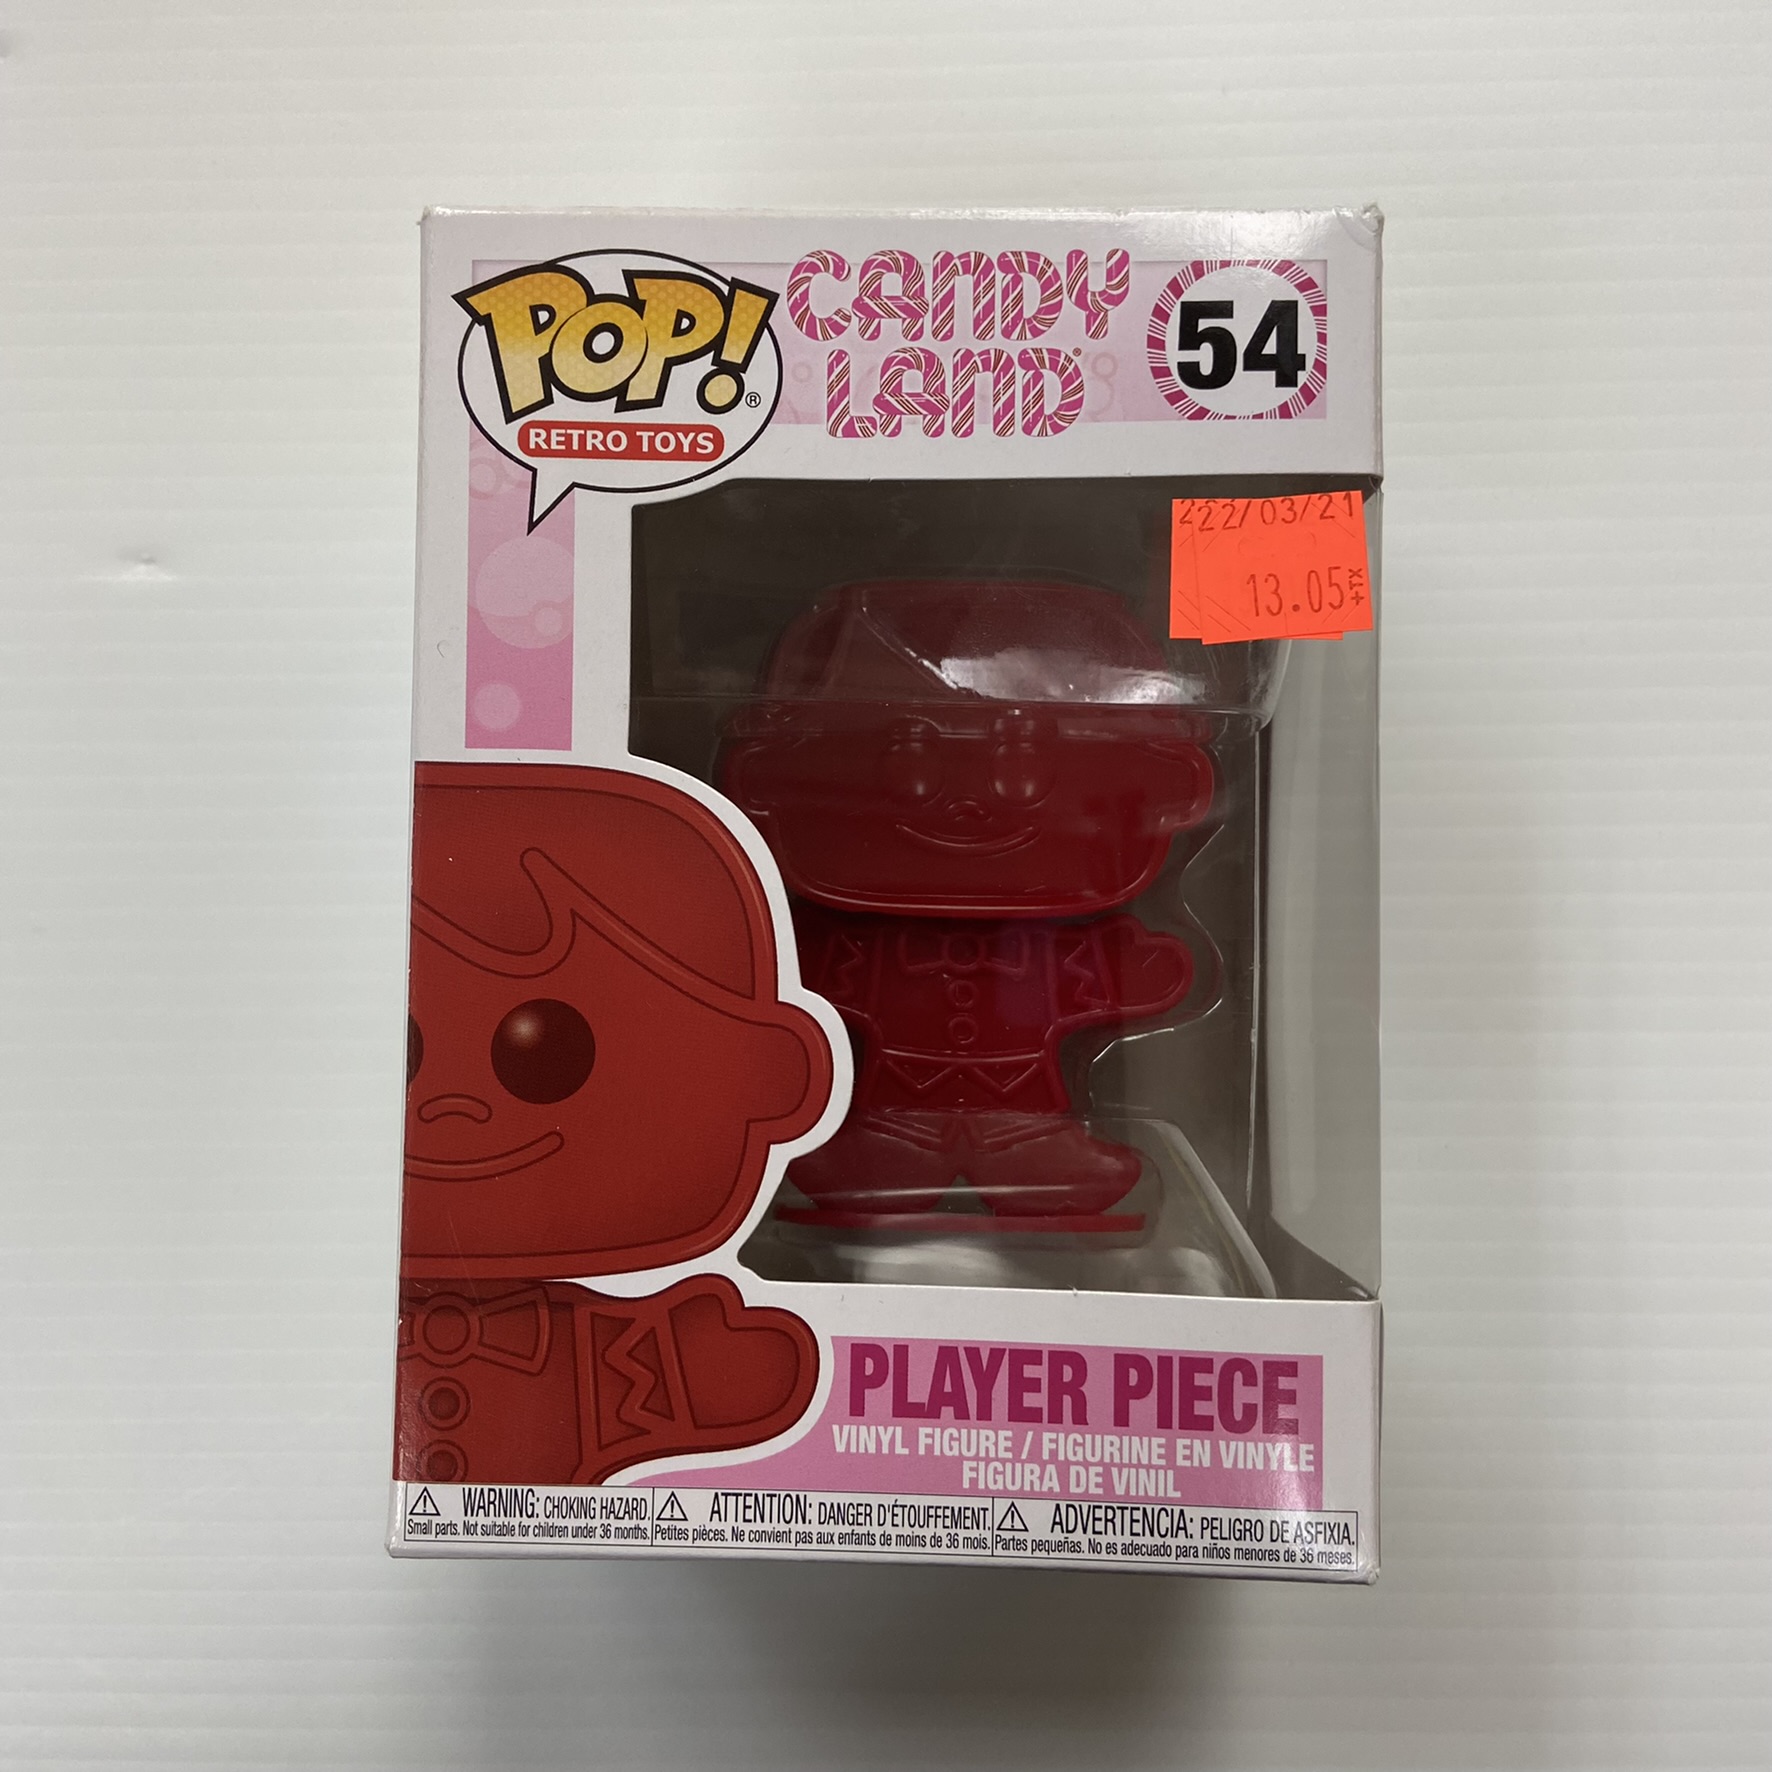 POP!®
RETRO TOYS
CANDY
LAND®
54
222/03/21
13.05+TX
PLAYER PIECE
VINYL FIGURE / FIGURINE EN VINYLE
FIGURA DE VINIL
WARNING: CHOKING HAZARD.
Small parts. Not suitable for children under 36 months.
ATTENTION: DANGER D'ÉTOUFFEMENT.
Petites pièces. Ne convient pas aux enfants de moins de 36 mois.
ADVERTENCIA: PELIGRO DE ASFIXIA.
Partes pequeñas. No es adecuado para niños menores de 36 meses.